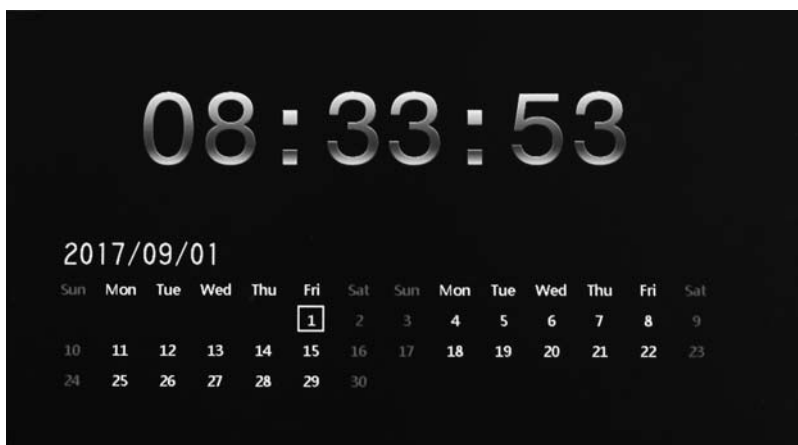 08:33:53
2017/09/01
Sun Mon Tue Wed Thu Fri Sat Sun Mon Tue Wed Thu Fri Sat
1 2 3 4 5 6 7 8 9
10 11 12 13 14 15 16 17 18 19 20 21 22 23
24 25 26 27 28 29 30